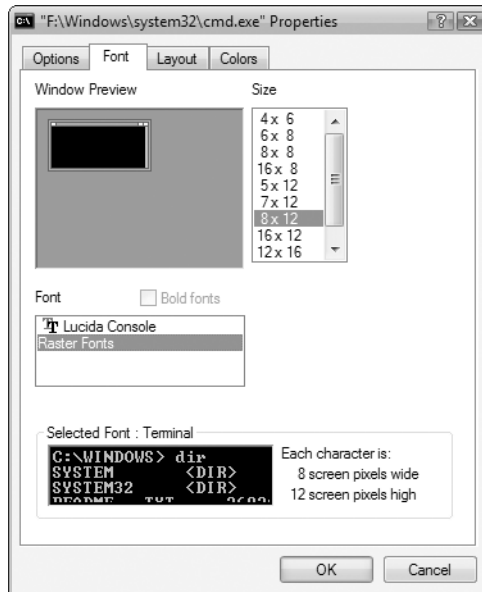 "F:\Windows\system32\cmd.exe" Properties
Options Font Layout Colors
Window Preview
Size
4 x 6
6 x 8
8 x 8
16 x 8
5 x 12
7 x 12
8 x 12
16 x 12
12 x 16
Font
Bold fonts
Lucida Console
Raster Fonts
Selected Font : Terminal
C:\WINDOWS> dir
SYSTEM <DIR>
SYSTEM32 <DIR>
README TXT
Each character is:
8 screen pixels wide
12 screen pixels high
OK Cancel